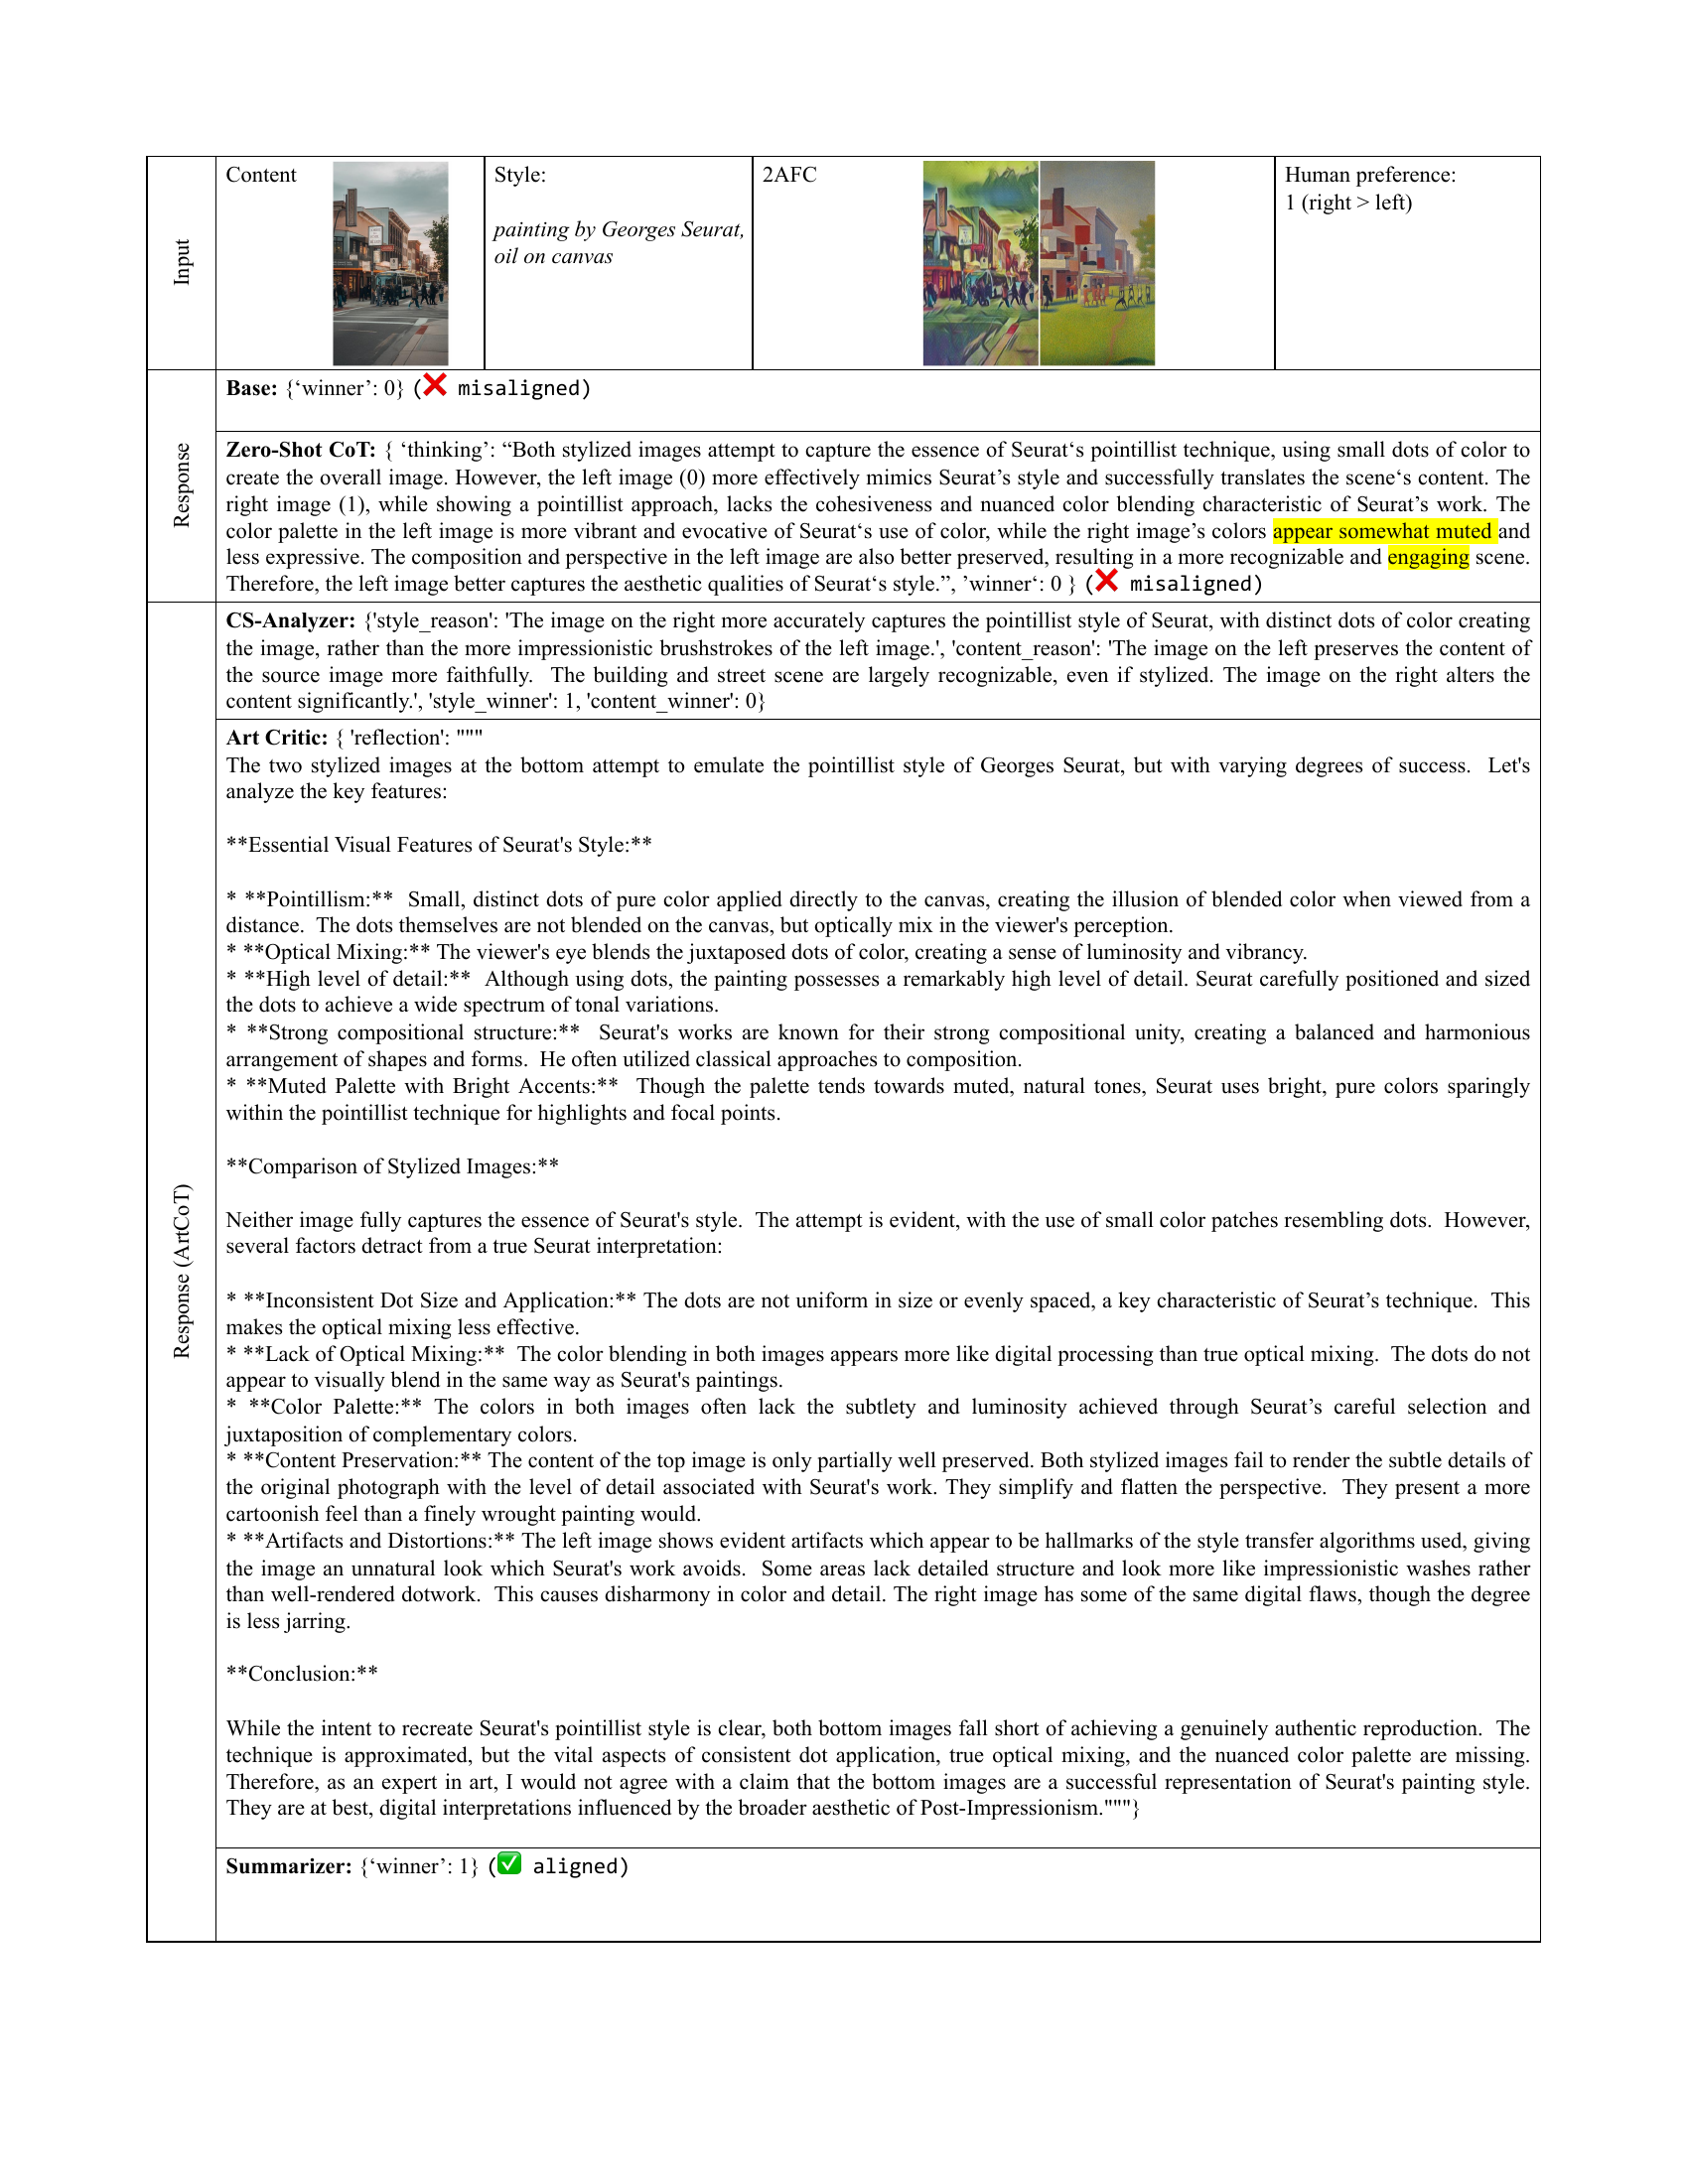 Input
Content
Style:
painting by Georges Seurat,
oil on canvas
2AFC
Human preference:
1 (right > left)
Response
Base: {‘winner’: 0} (❌ misaligned)
Zero-Shot CoT: { ‘thinking’: “Both stylized images attempt to capture the essence of Seurat‘s pointillist technique, using small dots of color to
create the overall image. However, the left image (0) more effectively mimics Seurat’s style and successfully translates the scene‘s content. The
right image (1), while showing a pointillist approach, lacks the cohesiveness and nuanced color blending characteristic of Seurat’s work. The
color palette in the left image is more vibrant and evocative of Seurat‘s use of color, while the right image’s colors appear somewhat muted and
less expressive. The composition and perspective in the left image are also better preserved, resulting in a more recognizable and engaging scene.
Therefore, the left image better captures the aesthetic qualities of Seurat‘s style.”, ’winner‘: 0 } (❌ misaligned)
Response (ArtCoT)
CS-Analyzer: {'style_reason': 'The image on the right more accurately captures the pointillist style of Seurat, with distinct dots of color creating
the image, rather than the more impressionistic brushstrokes of the left image.', 'content_reason': 'The image on the left preserves the content of
the source image more faithfully. The building and street scene are largely recognizable, even if stylized. The image on the right alters the
content significantly.', 'style_winner': 1, 'content_winner': 0}
Art Critic: { 'reflection': """
The two stylized images at the bottom attempt to emulate the pointillist style of Georges Seurat, but with varying degrees of success. Let's
analyze the key features:
**Essential Visual Features of Seurat's Style:**
* **Pointillism:** Small, distinct dots of pure color applied directly to the canvas, creating the illusion of blended color when viewed from a
distance. The dots themselves are not blended on the canvas, but optically mix in the viewer's perception.
* **Optical Mixing:** The viewer's eye blends the juxtaposed dots of color, creating a sense of luminosity and vibrancy.
* **High level of detail:** Although using dots, the painting possesses a remarkably high level of detail. Seurat carefully positioned and sized
the dots to achieve a wide spectrum of tonal variations.
* **Strong compositional structure:** Seurat's works are known for their strong compositional unity, creating a balanced and harmonious
arrangement of shapes and forms. He often utilized classical approaches to composition.
* **Muted Palette with Bright Accents:** Though the palette tends towards muted, natural tones, Seurat uses bright, pure colors sparingly
within the pointillist technique for highlights and focal points.
**Comparison of Stylized Images:**
Neither image fully captures the essence of Seurat's style. The attempt is evident, with the use of small color patches resembling dots. However,
several factors detract from a true Seurat interpretation:
* **Inconsistent Dot Size and Application:** The dots are not uniform in size or evenly spaced, a key characteristic of Seurat’s technique. This
makes the optical mixing less effective.
* **Lack of Optical Mixing:** The color blending in both images appears more like digital processing than true optical mixing. The dots do not
appear to visually blend in the same way as Seurat's paintings.
* **Color Palette:** The colors in both images often lack the subtlety and luminosity achieved through Seurat’s careful selection and
juxtaposition of complementary colors.
* **Content Preservation:** The content of the top image is only partially well preserved. Both stylized images fail to render the subtle details of
the original photograph with the level of detail associated with Seurat's work. They simplify and flatten the perspective. They present a more
cartoonish feel than a finely wrought painting would.
* **Artifacts and Distortions:** The left image shows evident artifacts which appear to be hallmarks of the style transfer algorithms used, giving
the image an unnatural look which Seurat's work avoids. Some areas lack detailed structure and look more like impressionistic washes rather
than well-rendered dotwork. This causes disharmony in color and detail. The right image has some of the same digital flaws, though the degree
is less jarring.
**Conclusion:**
While the intent to recreate Seurat's pointillist style is clear, both bottom images fall short of achieving a genuinely authentic reproduction. The
technique is approximated, but the vital aspects of consistent dot application, true optical mixing, and the nuanced color palette are missing.
Therefore, as an expert in art, I would not agree with a claim that the bottom images are a successful representation of Seurat's painting style.
They are at best, digital interpretations influenced by the broader aesthetic of Post-Impressionism."""}
Summarizer: {‘winner’: 1} (✅ aligned)